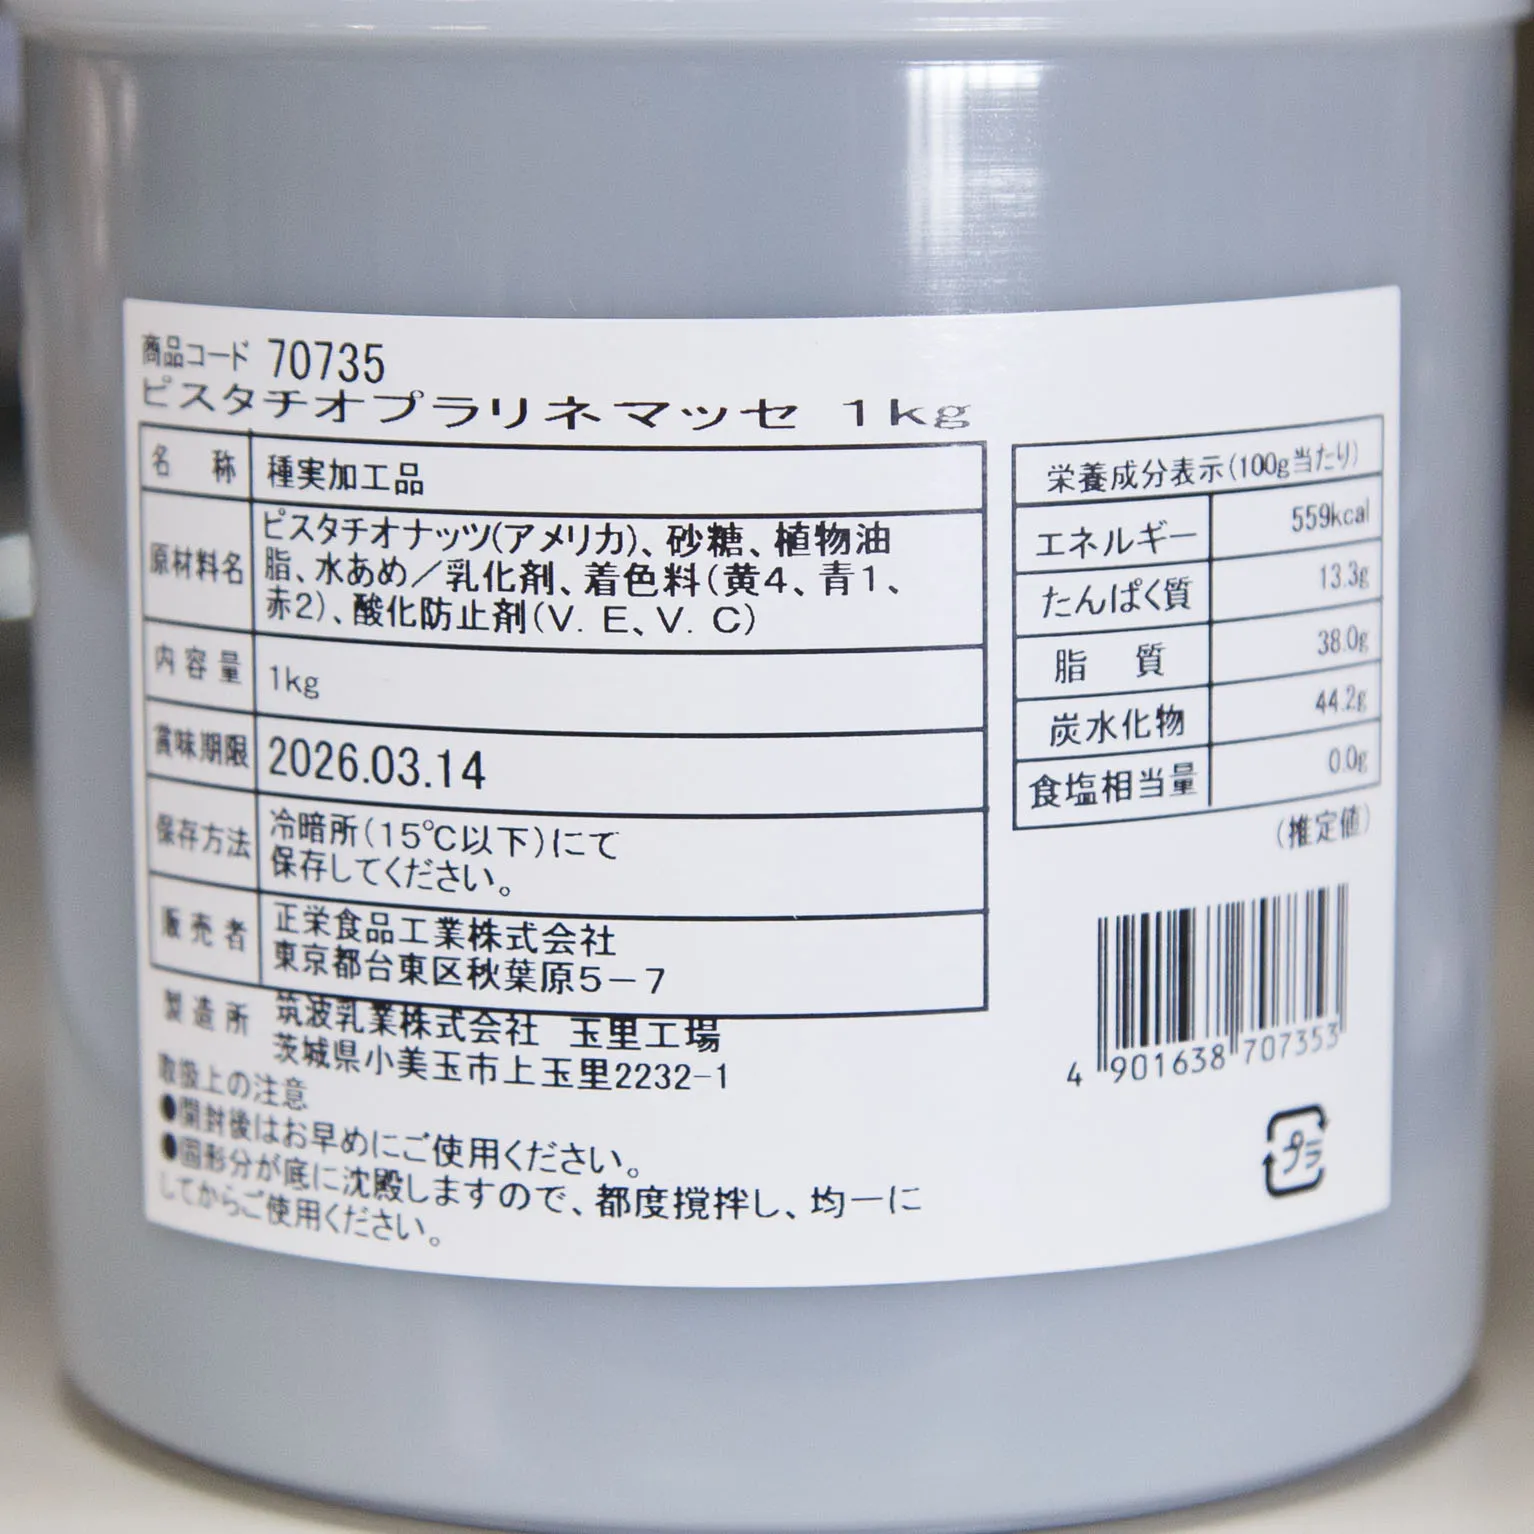 商品コード 70735
ピスタチオプラリネマッセ 1kg
名 称 種実加工品
原材料名 ピスタチオナッツ(アメリカ)、砂糖、植物油
脂、水あめ/乳化剤、着色料(黄4、青1、
赤2)、酸化防止剤(V. E、V. C)
内容量 1kg
賞味期限 2026.03.14
保存方法 冷暗所(15℃以下)にて
保存してください。
販売者 正栄食品工業株式会社
東京都台東区秋葉原5-7
製造所 筑波乳業株式会社 玉里工場
茨城県小美玉市上玉里2232-1
取扱上の注意
●開封後はお早めにご使用ください。
●固形分が底に沈殿しますので、都度撹拌し、均一に
してからご使用ください。
栄養成分表示(100g当たり)
エネルギー 559kcal
たんぱく質 13.3g
脂 質 38.0g
炭水化物 44.2g
食塩相当量 0.0g
(推定値)
4 901638 707353
プラ